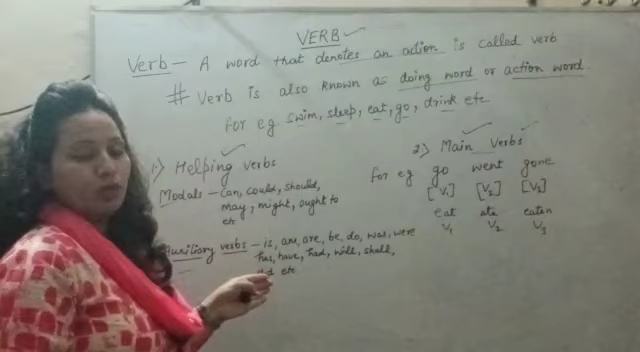 VERB
Verb - A word that denotes an action is called verb
# Verb is also known as doing word or action word
For eg swim, sleep, eat, go, drink etc
1) Helping verbs
Modals - Can, could, should,
may, might, ought to
etc
Auxiliary verbs - is, am, are, be, do, was, were
has, have, had, will, shall,
etc
2) Main Verbs
For eg go went gone
[V1] [V2] [V3]
eat ate eaten
V1 V2 V3